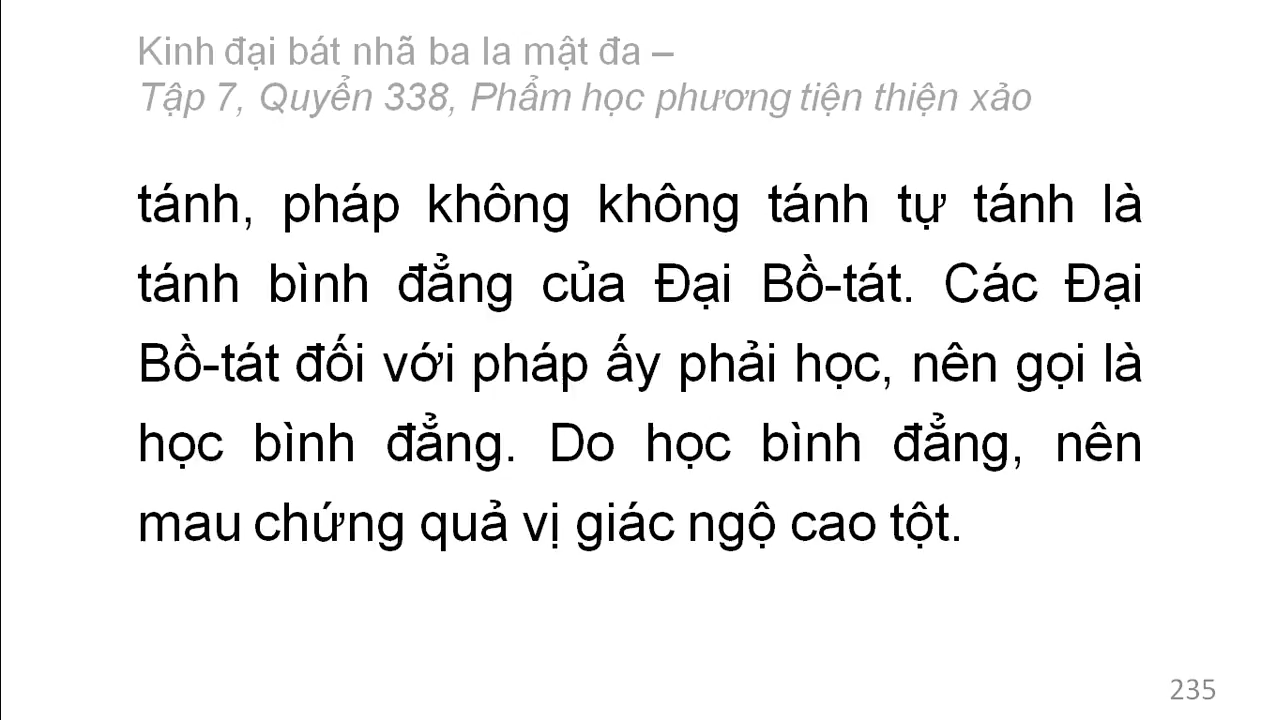 Kinh đại bát nhã ba la mật đa –
Tập 7, Quyển 338, Phẩm học phương tiện thiện xảo
tánh, pháp không không tánh tự tánh là
tánh bình đẳng của Đại Bồ-tát. Các Đại
Bồ-tát đối với pháp ấy phải học, nên gọi là
học bình đẳng. Do học bình đẳng, nên
mau chứng quả vị giác ngộ cao tột.
235